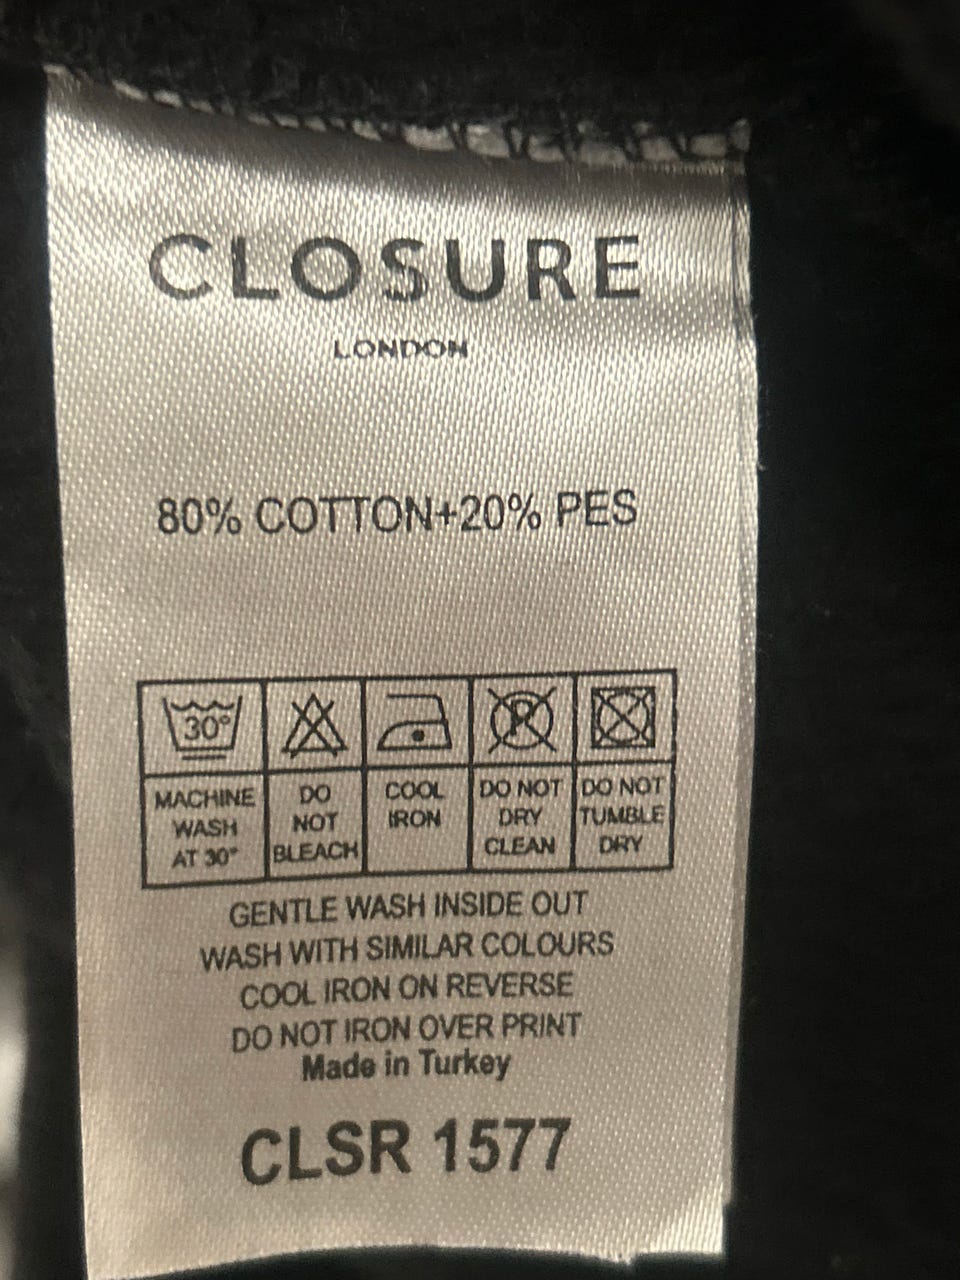 CLOSURE
LONDON
80% COTTON+20% PES
30° P
MACHINE WASH AT 30°
DO NOT BLEACH
COOL IRON
DO NOT DRY CLEAN
DO NOT TUMBLE DRY
GENTLE WASH INSIDE OUT
WASH WITH SIMILAR COLOURS
COOL IRON ON REVERSE
DO NOT IRON OVER PRINT
Made in Turkey
CLSR 1577